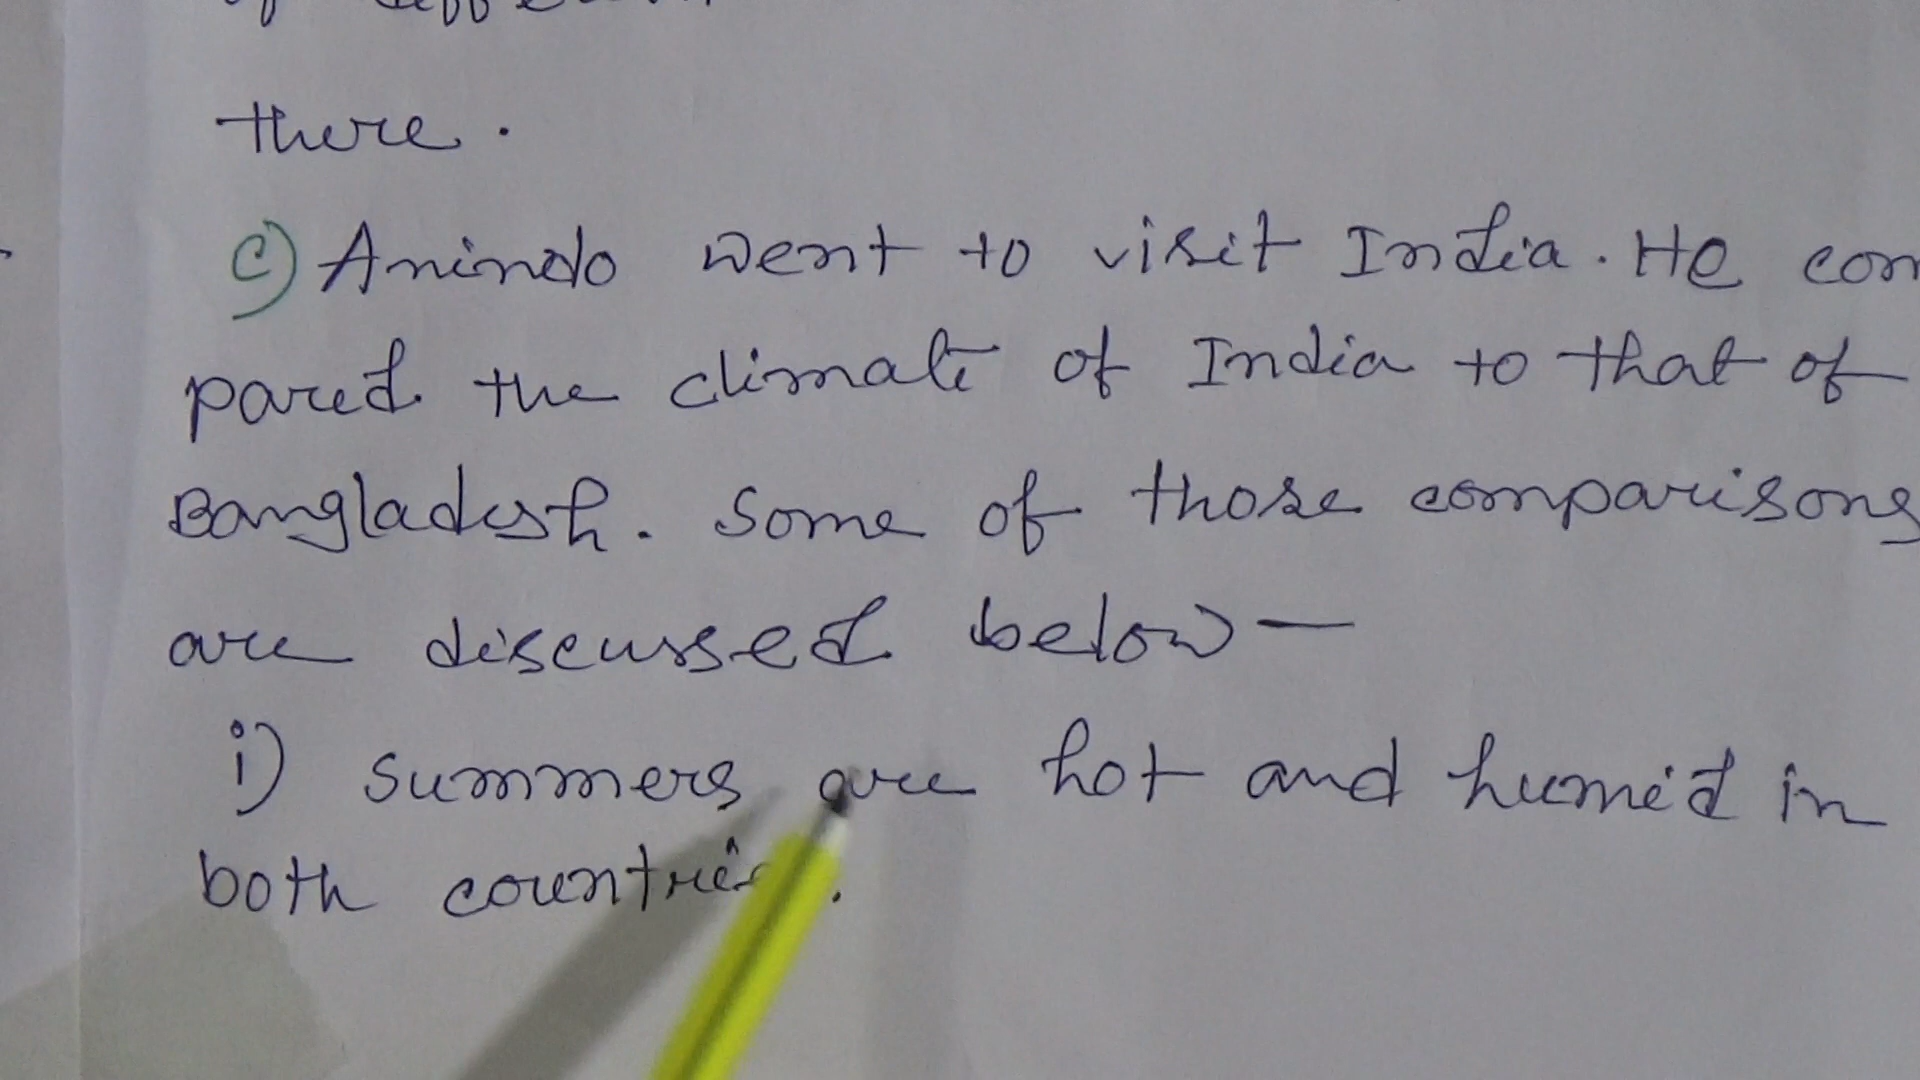 there.
c) Anindo went to visit India. He com
pared the climate of India to that of
Bangladesh. Some of those comparisons
are discussed below—
i) Summers are hot and humid in
both countries.